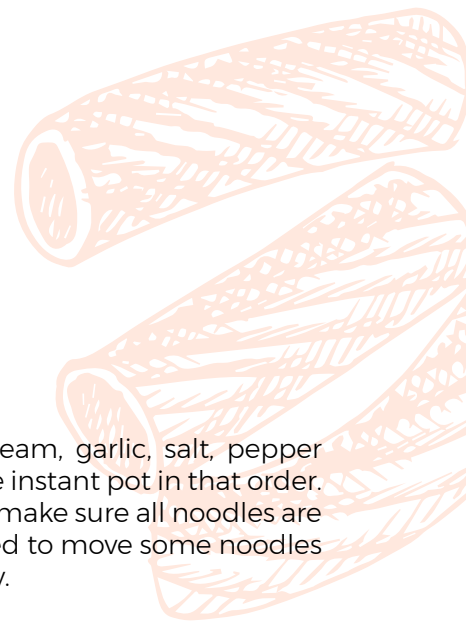 eam, garlic, salt, pepper
e instant pot in that order.
make sure all noodles are
ed to move some noodles
y.